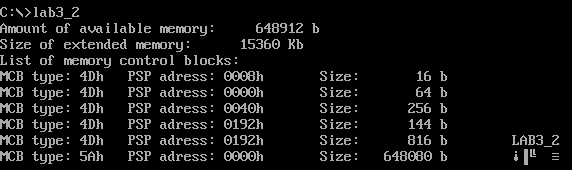 C:\>lab3_2
Amount of available memory: 648912 b
Size of extended memory: 15360 Kb
List of memory control blocks:
MCB type: 4Dh PSP adress: 0008h Size: 16 b
MCB type: 4Dh PSP adress: 0000h Size: 64 b
MCB type: 4Dh PSP adress: 0040h Size: 256 b
MCB type: 4Dh PSP adress: 0192h Size: 144 b
MCB type: 4Dh PSP adress: 0192h Size: 816 b LAB3_2
MCB type: 5Ah PSP adress: 0000h Size: 648080 b